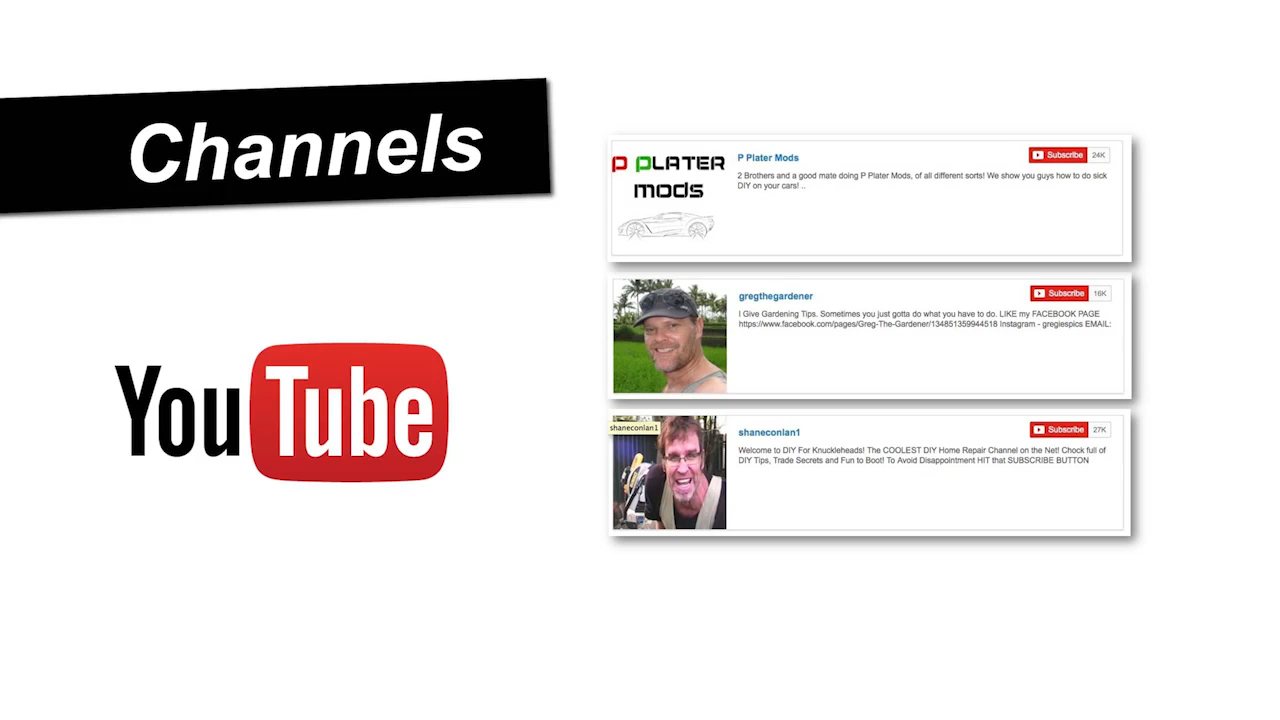 Channels
YouTube
P PLATER
MODS
P Plater Mods
Subscribe 24K
2 Brothers and a good mate doing P Plater Mods, of all different sorts! We show you guys how to do sick
DIY on your cars! ..
gregthegardener
Subscribe 16K
I Give Gardening Tips. Sometimes you just gotta do what you have to do. LIKE my FACEBOOK PAGE
https://www.facebook.com/pages/Greg-The-Gardener/134851359944518 Instagram - gregiespics EMAIL:
shaneconlan1
shaneconlan1
Subscribe 27K
Welcome to DIY For Knuckleheads! The COOLEST DIY Home Repair Channel on the Net! Chock full of
DIY Tips, Trade Secrets and Fun to Boot! To Avoid Disappointment HIT that SUBSCRIBE BUTTON